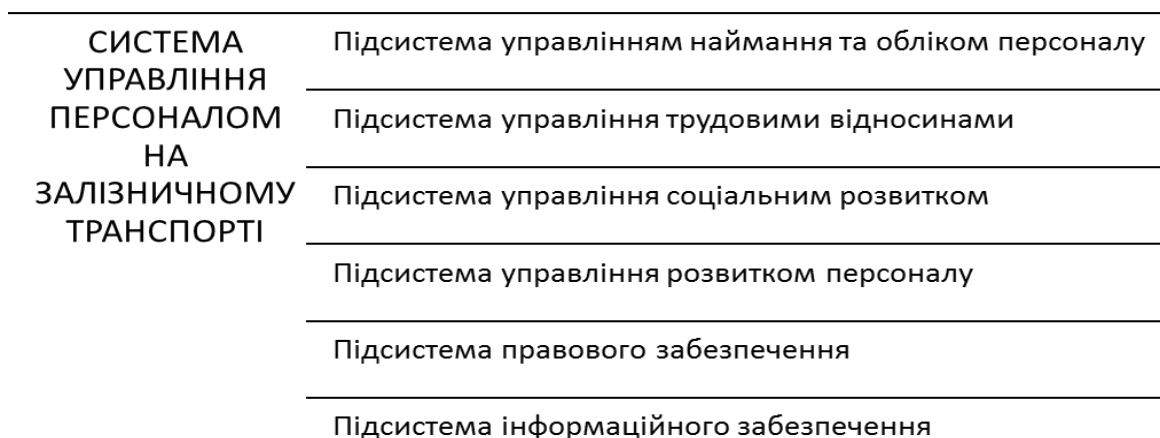 СИСТЕМА
УПРАВЛІННЯ
ПЕРСОНАЛОМ
НА
ЗАЛІЗНИЧНОМУ
ТРАНСПОРТІ
Підсистема управлінням наймання та обліком персоналу
Підсистема управління трудовими відносинами
Підсистема управління соціальним розвитком
Підсистема управління розвитком персоналу
Підсистема правового забезпечення
Підсистема інформаційного забезпечення